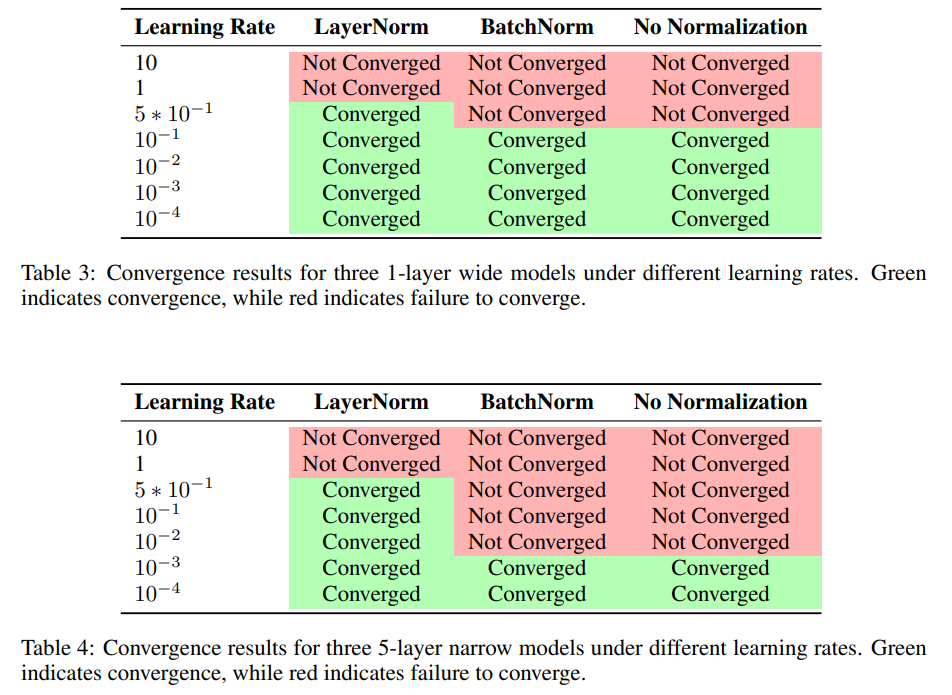 Learning Rate LayerNorm BatchNorm No Normalization
10 Not Converged Not Converged Not Converged
1 Not Converged Not Converged Not Converged
5 ∗ 10⁻¹ Converged Not Converged Not Converged
10⁻¹ Converged Converged Converged
10⁻² Converged Converged Converged
10⁻³ Converged Converged Converged
10⁻⁴ Converged Converged Converged
Table 3: Convergence results for three 1-layer wide models under different learning rates. Green
indicates convergence, while red indicates failure to converge.
Learning Rate LayerNorm BatchNorm No Normalization
10 Not Converged Not Converged Not Converged
1 Not Converged Not Converged Not Converged
5 ∗ 10⁻¹ Converged Not Converged Not Converged
10⁻¹ Converged Not Converged Not Converged
10⁻² Converged Not Converged Not Converged
10⁻³ Converged Converged Converged
10⁻⁴ Converged Converged Converged
Table 4: Convergence results for three 5-layer narrow models under different learning rates. Green
indicates convergence, while red indicates failure to converge.